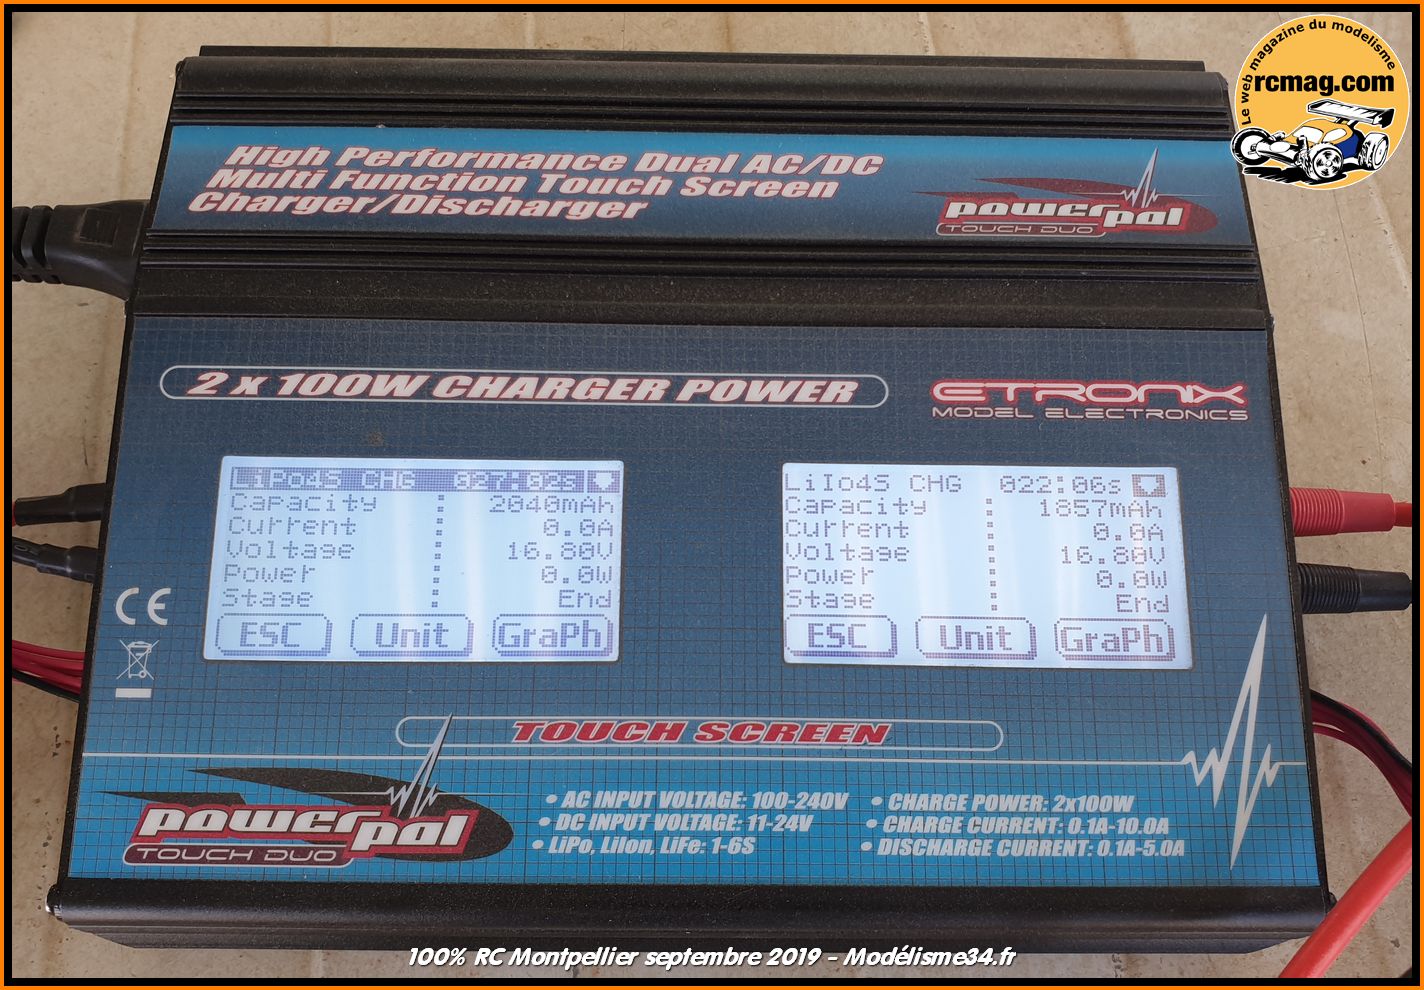 Le web magazine du modelisme
rcmag.com
High Performance Dual AC/DC
Multi Function Touch Screen
Charger/Discharger
powerpal
TOUCH DUO
2 x 100W CHARGER POWER
ETRONIX
MODEL ELECTRONICS
LiPo4S CHG
Capacity : 2040mAh
Current : 0.0A
Voltage : 16.80V
Power : 0.0W
Stage : End
ESC Unit GraPh
LiIo4S CHG 022:06s
Capacity : 1857mAh
Current : 0.0A
Voltage : 16.80V
Power : 0.0W
Stage : End
ESC Unit GraPh
CE
TOUCH SCREEN
powerpal
TOUCH DUO
• AC INPUT VOLTAGE: 100-240V
• DC INPUT VOLTAGE: 11-24V
• LiPo, LiIon, LiFe: 1-6S
• CHARGE POWER: 2x100W
• CHARGE CURRENT: 0.1A-10.0A
• DISCHARGE CURRENT: 0.1A-5.0A
100% RC Montpellier septembre 2019 - Modélisme34.fr